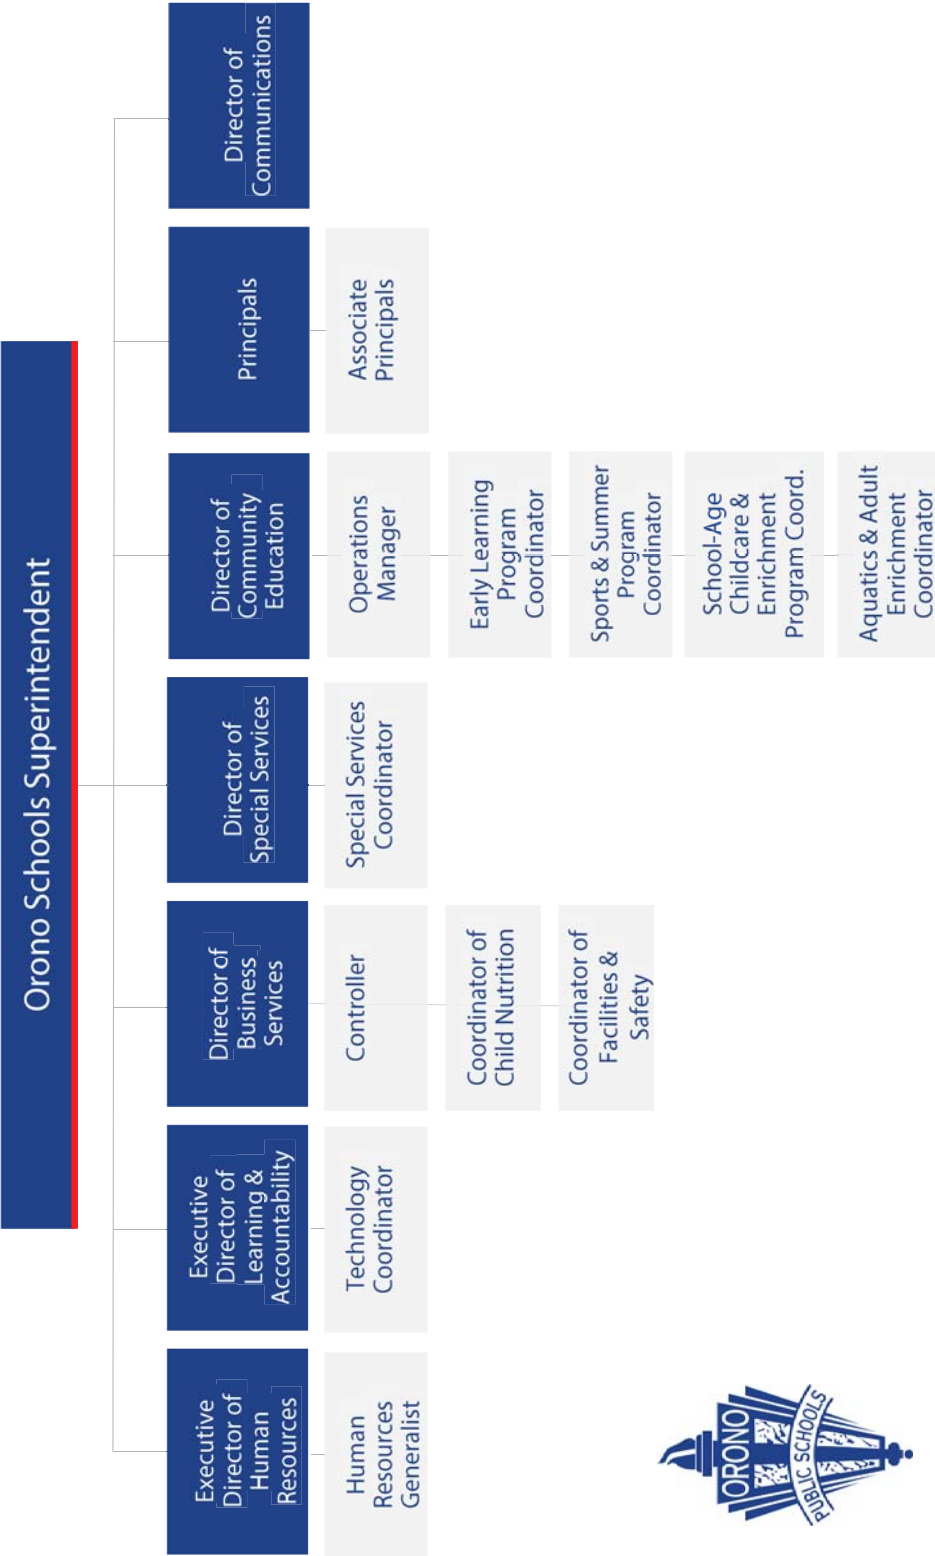 Orono Schools Superintendent
Executive
Director of
Human
Resources
Human
Resources
Generalist
Executive
Director of
Learning &
Accountability
Technology
Coordinator
Director of
Business
Services
Controller
Coordinator of
Child Nutrition
Coordinator of
Facilities &
Safety
Director of
Special Services
Special Services
Coordinator
Director of
Community
Education
Operations
Manager
Early Learning
Program
Coordinator
Sports & Summer
Program
Coordinator
School-Age
Childcare &
Enrichment
Program Coord.
Aquatics & Adult
Enrichment
Coordinator
Principals
Associate
Principals
Director of
Communications
ORONO
PUBLIC SCHOOLS